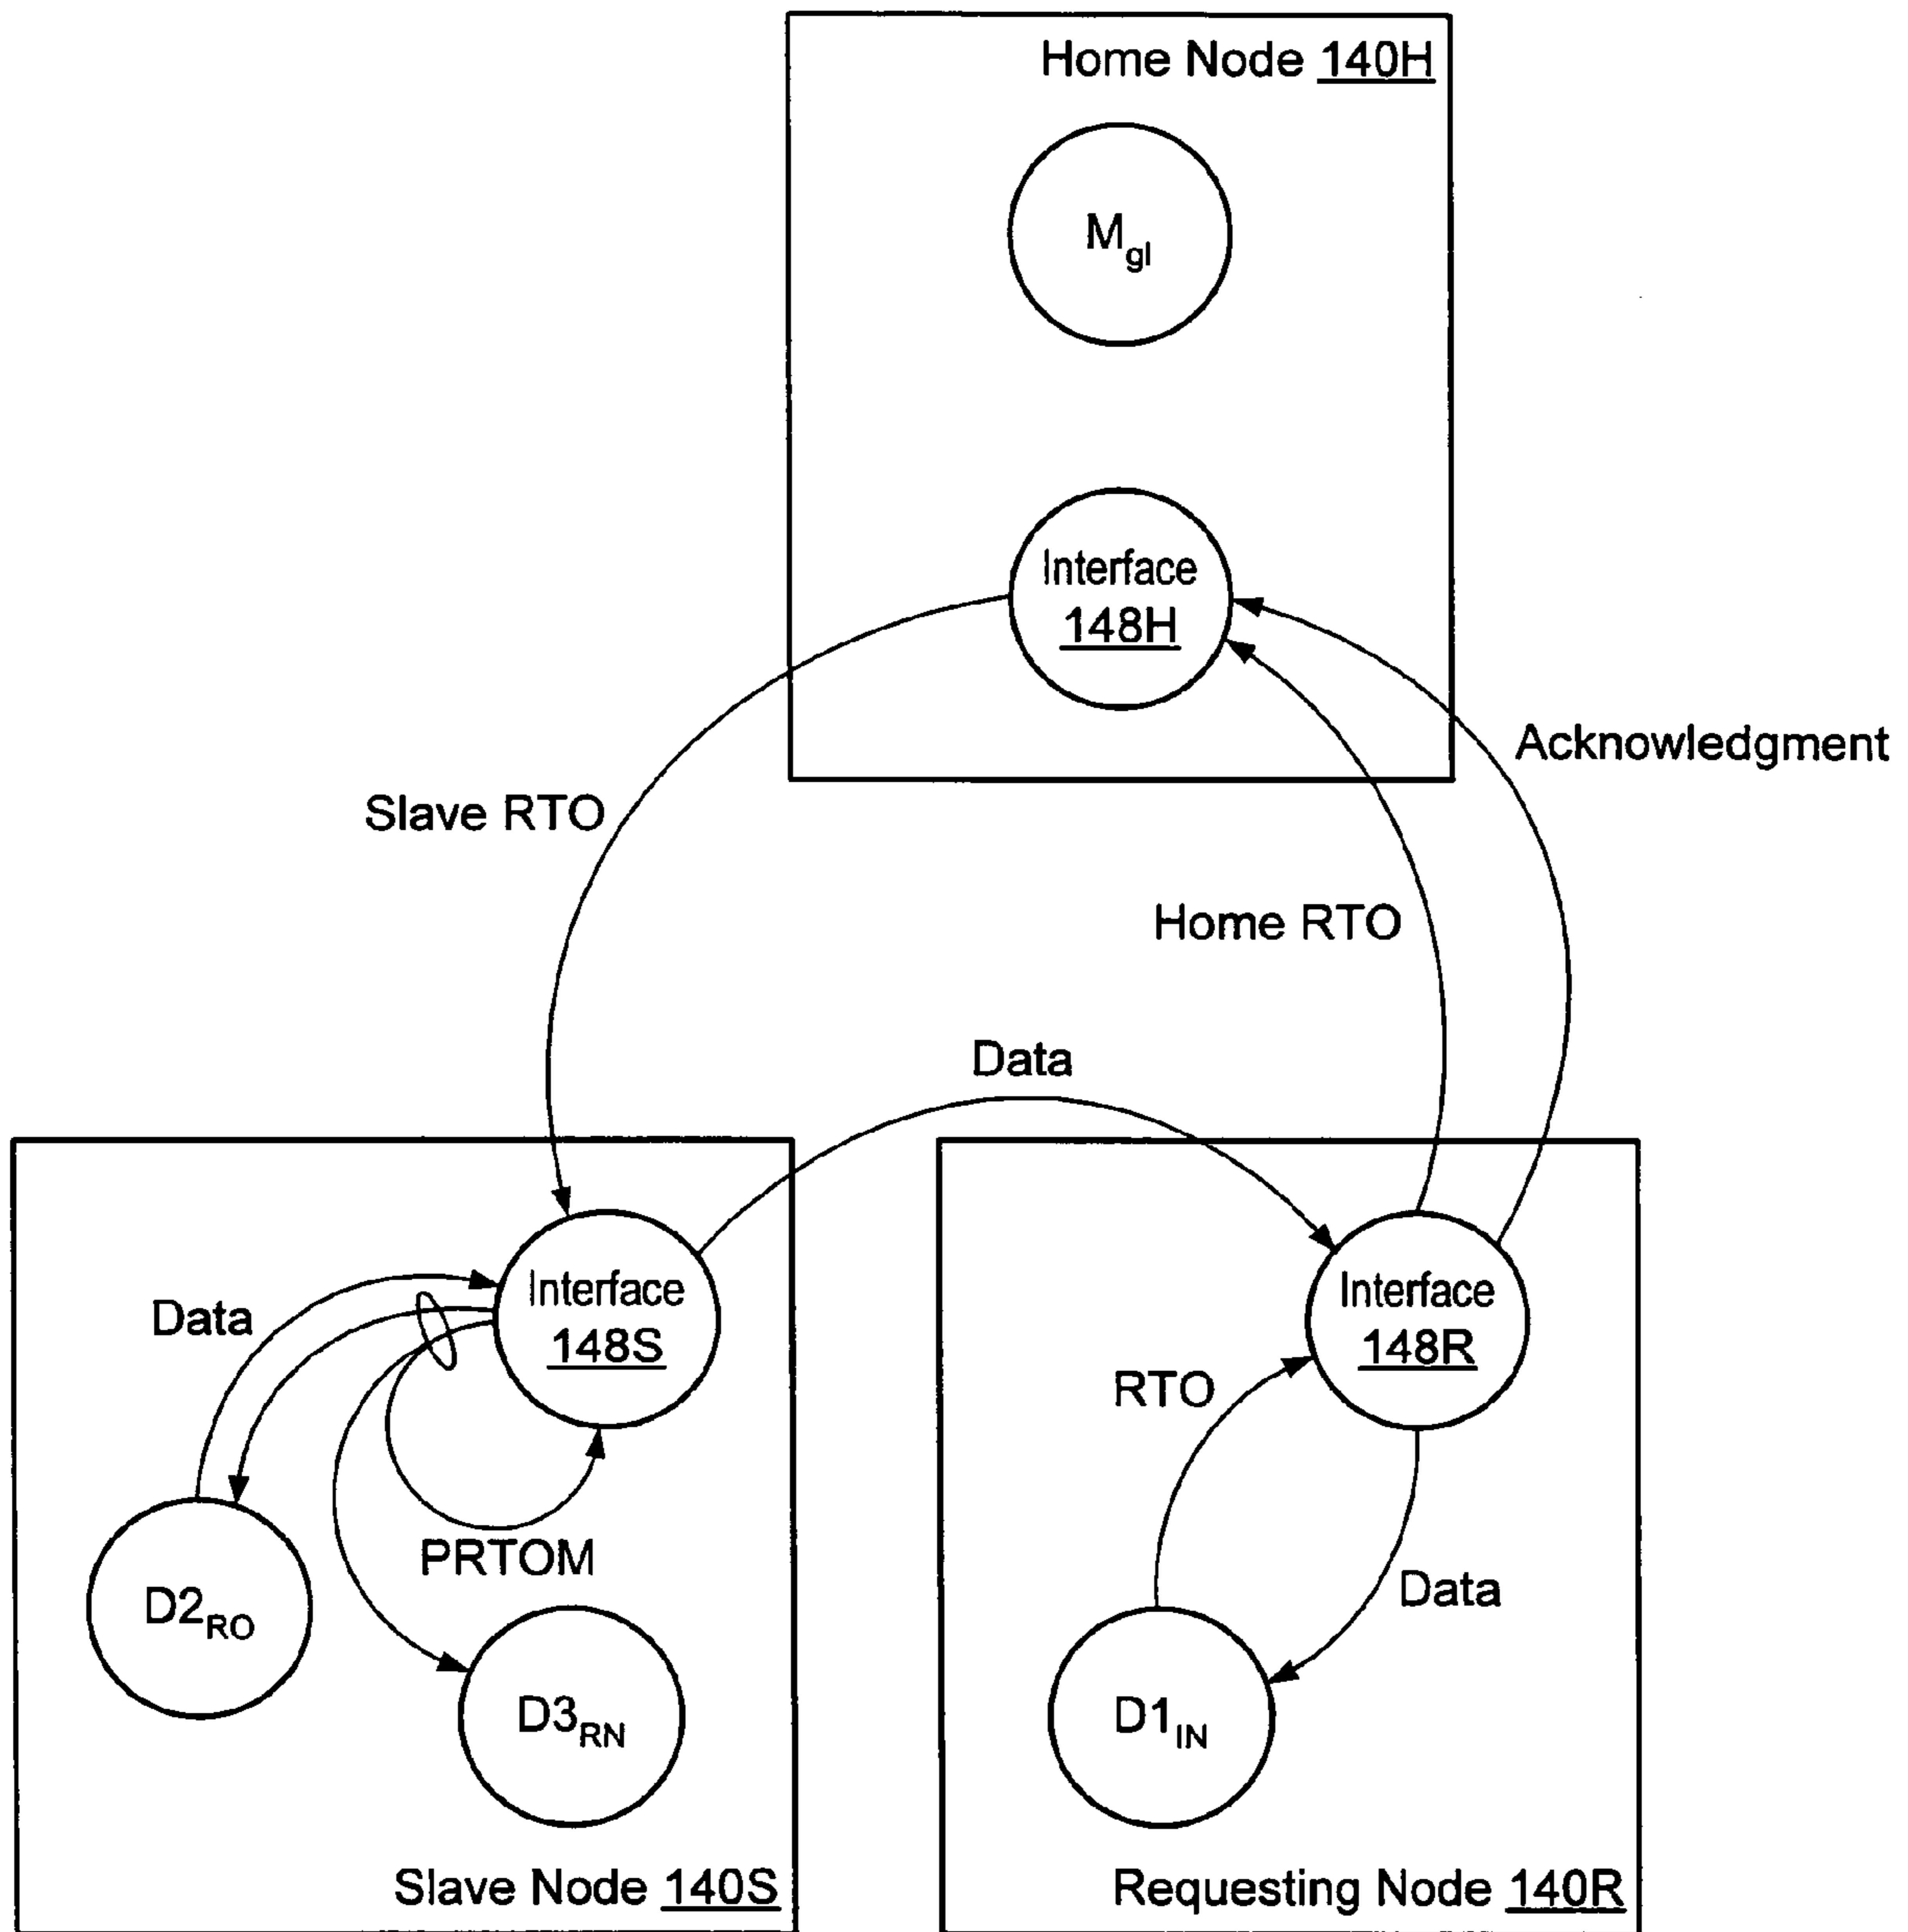 Home Node 140H
Mgl
Interface
148H
Acknowledgment
Slave RTO
Home RTO
Data
Interface
148S
Data
PRTOM
D2RO
D3RN
Slave Node 140S
Interface
148R
RTO
Data
D1IN
Requesting Node 140R